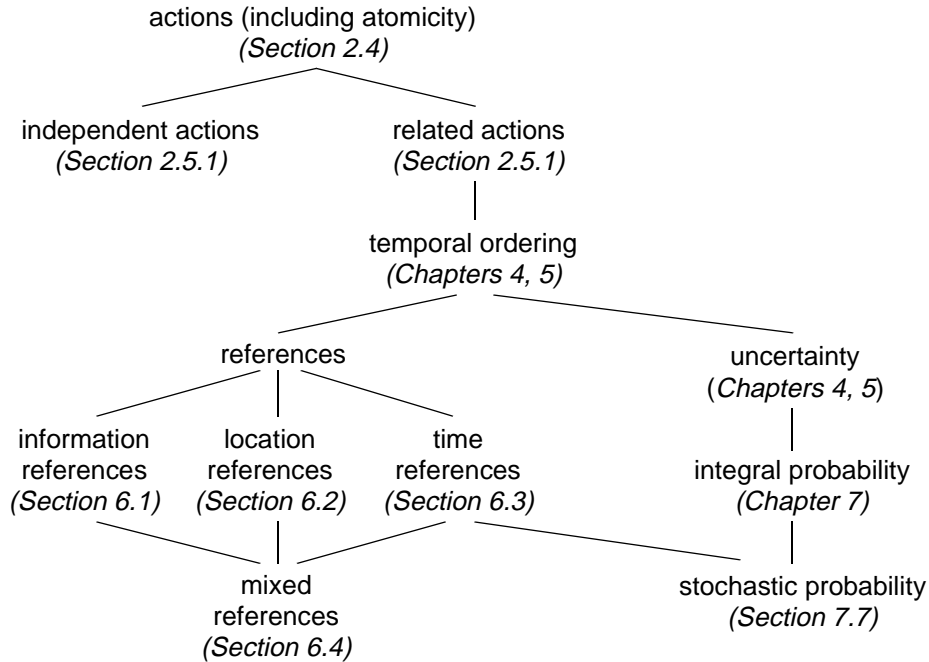 actions (including atomicity)
(Section 2.4)
independent actions
(Section 2.5.1)
related actions
(Section 2.5.1)
temporal ordering
(Chapters 4, 5)
references
uncertainty
(Chapters 4, 5)
information
references
(Section 6.1)
location
references
(Section 6.2)
time
references
(Section 6.3)
integral probability
(Chapter 7)
mixed
references
(Section 6.4)
stochastic probability
(Section 7.7)